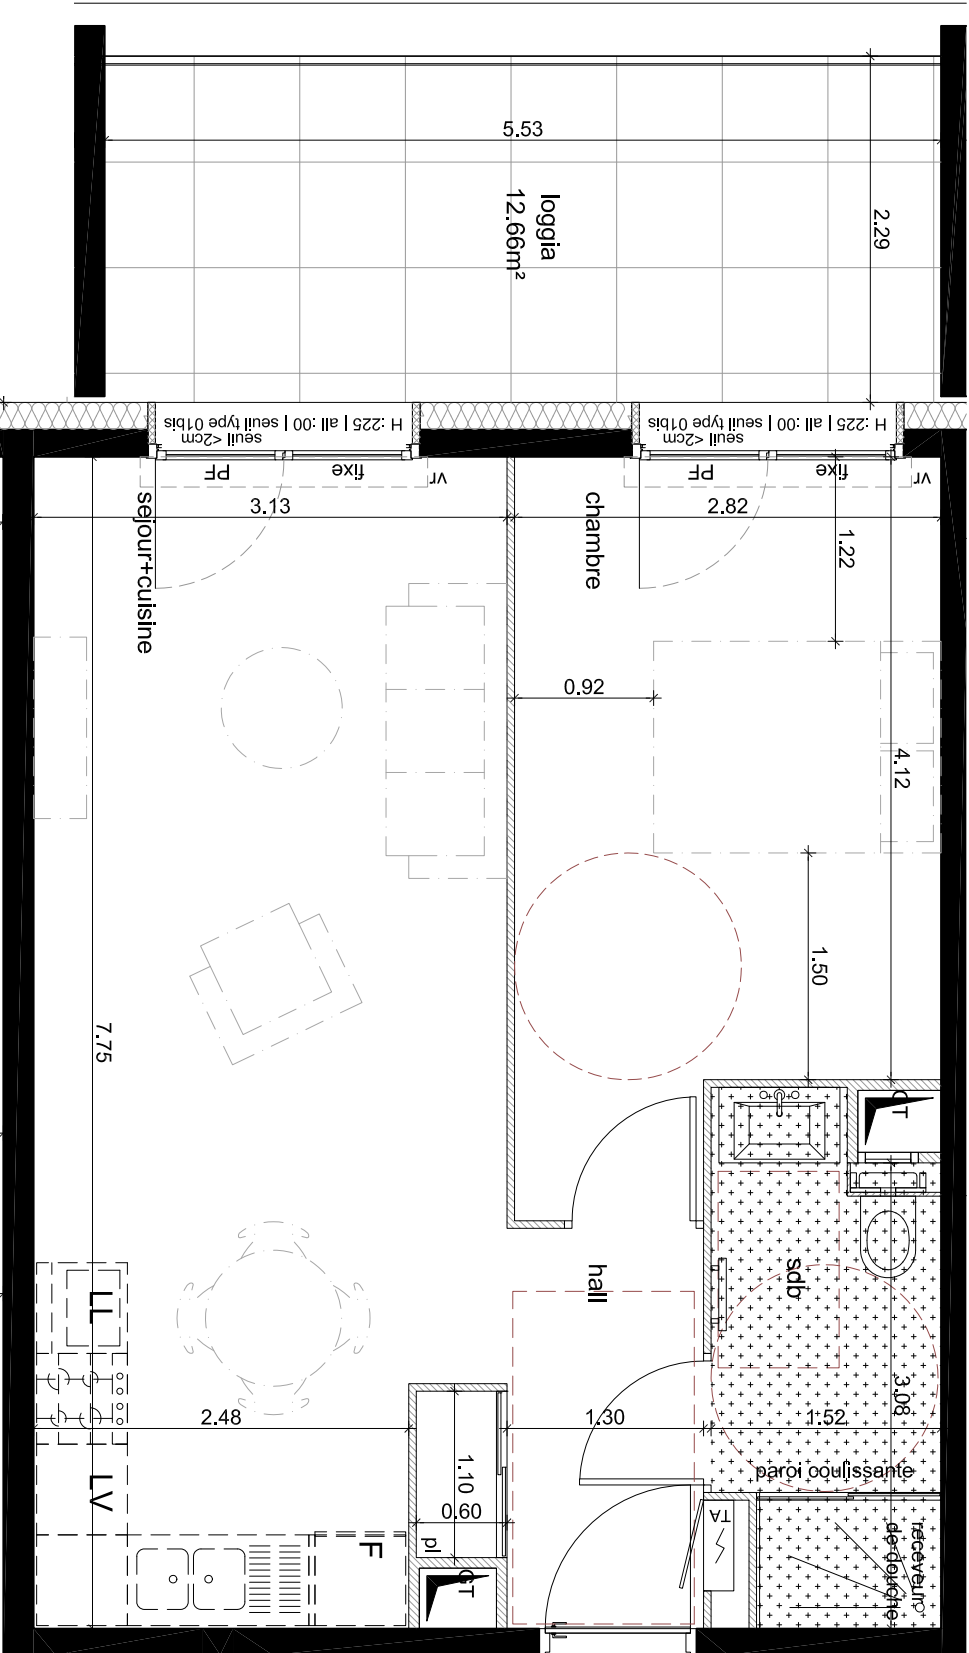 5.53
2.29
loggia
12.66m²
H :225 | all :00 | seuil type 01bis
seuil <2cm
H :225 | all :00 | seuil type 01bis
seuil <2cm
PF
fixe
vr
PF
fixe
vr
3.13
2.82
sejour+cuisine
chambre
1.22
0.92
4.12
1.50
7.75
GT
hall
sdb
LL
3.08
2.48
1.30
1.52
paroi coulissante
1.10
0.60
LV
TA
F
pl
GT
receveur
de douche